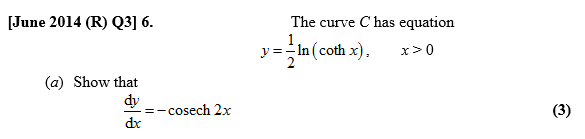 [June 2014 (R) Q3] 6. The curve C has equation
y = 1/2 ln (coth x), x > 0
(a) Show that
dy/dx = −cosech 2x (3)